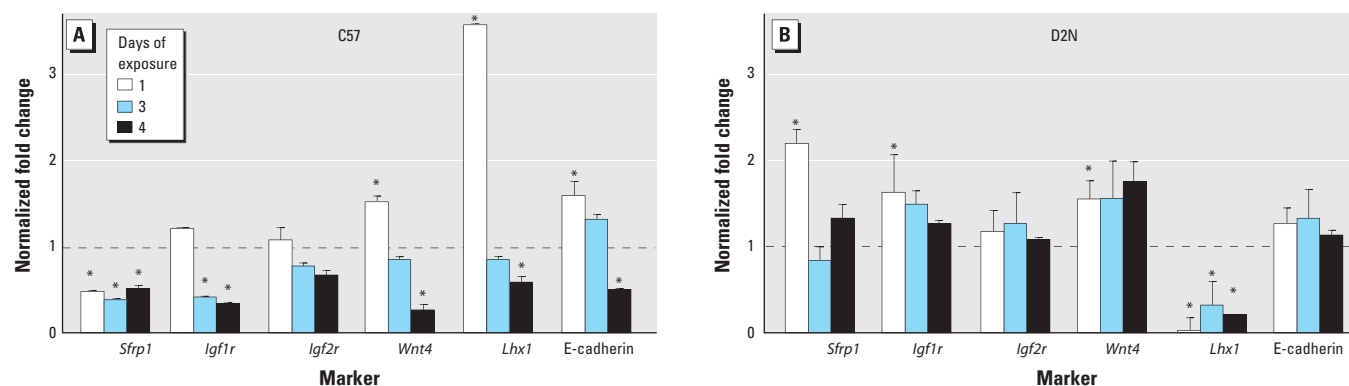 A
C57
Days of
exposure
1
3
4
Normalized fold change
3
2
1
0
*
*
*
*
*
*
*
*
*
*
*
Sfrp1
Igf1r
Igf2r
Wnt4
Lhx1
E-cadherin
Marker
B
D2N
Normalized fold change
3
2
1
0
*
*
*
*
*
*
Sfrp1
Igf1r
Igf2r
Wnt4
Lhx1
E-cadherin
Marker